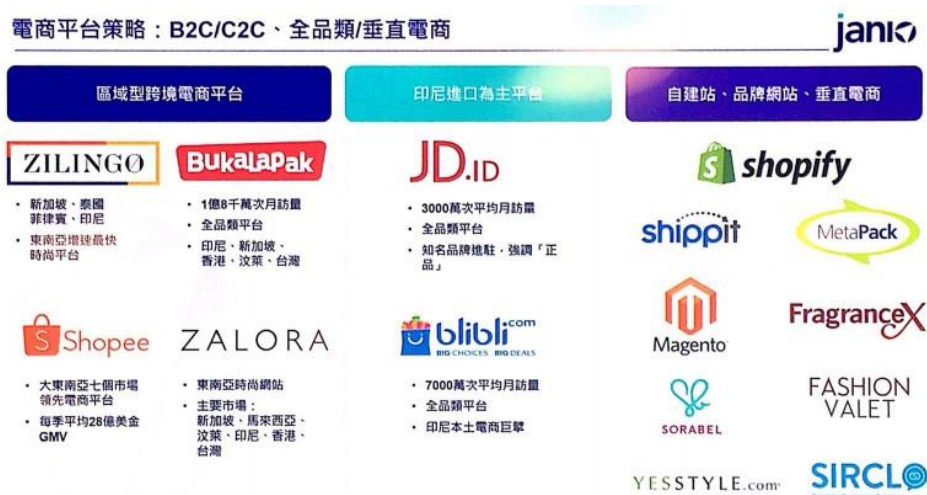 電商平台策略：B2C/C2C、全品類/垂直電商
janio
區域型跨境電商平台
印尼進口為主平台
自建站、品牌網站、垂直電商
ZILINGO
• 新加坡、泰國
菲律賓、印尼
• 東南亞增速最快
時尚平台
BUKALAPAK
• 1億8千萬次月訪量
• 全品類平台
• 印尼、新加坡、
香港、汶萊、台灣
Shopee
• 大東南亞七個市場
領先電商平台
• 每季平均28億美金
GMV
ZALORA
• 東南亞時尚網站
• 主要市場：
新加坡、馬來西亞、
汶萊、印尼、香港、
台灣
JD.ID
• 3000萬次平均月訪量
• 全品類平台
• 知名品牌進駐，強調「正
品」
blibli.com
BIG CHOICES BIG DEALS
• 7000萬次平均月訪量
• 全品類平台
• 印尼本土電商巨擘
shopify
shippit
MetaPack
Magento
FragranceX
SORABEL
FASHION
VALET
YESSTYLE.com
SIRCLO